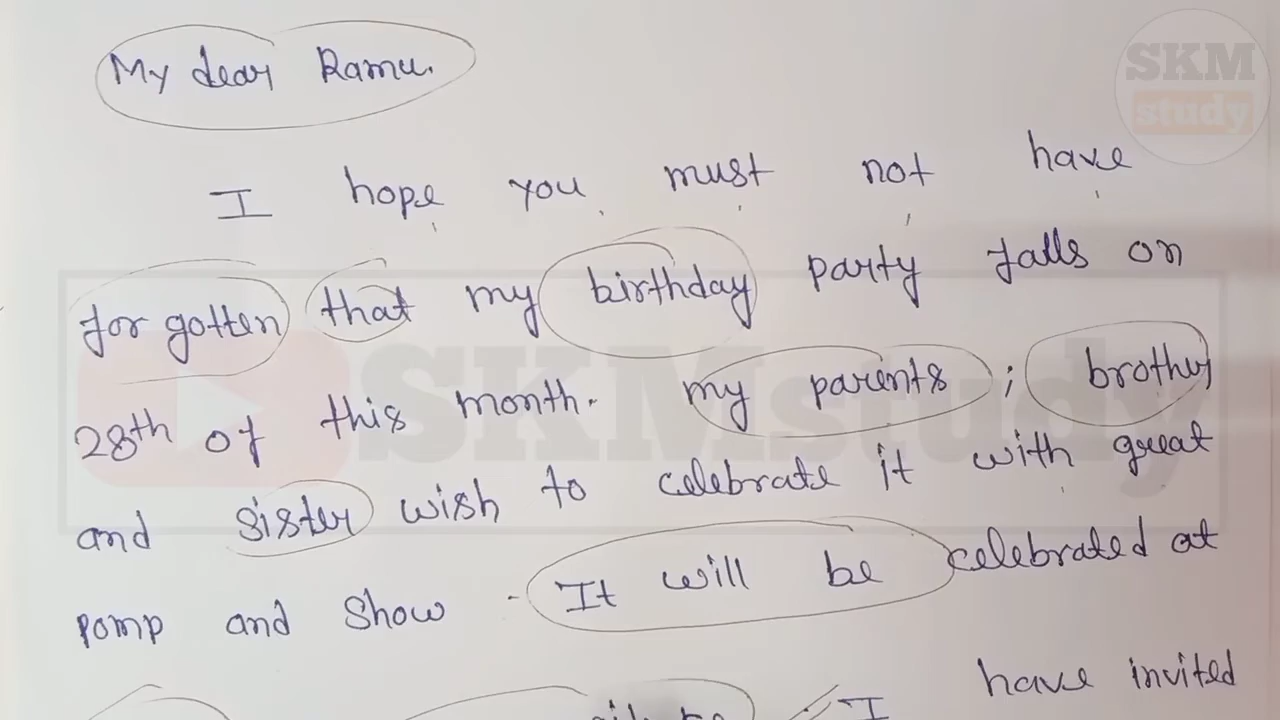 SKM
study
My dear Ramu.
I hope you must not have
forgotten that my birthday party falls on
SKMstudy
28th of this month. my parents ; brother
and sister wish to celebrate it with great
pomp and show. It will be celebrated at
I have invited